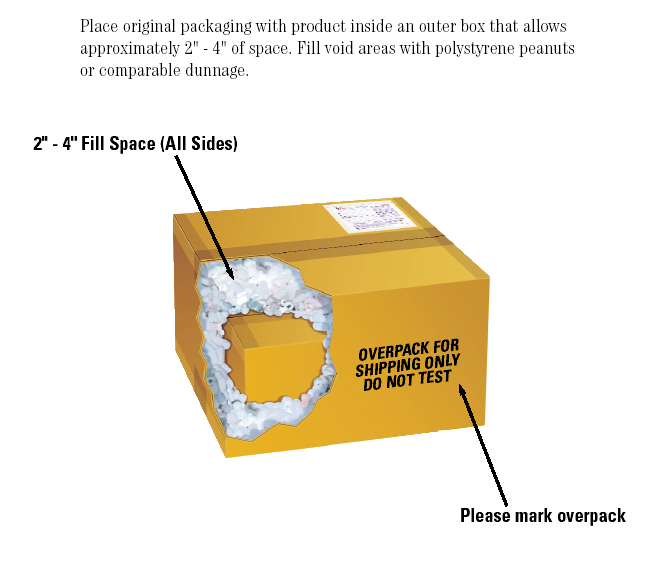 Place original packaging with product inside an outer box that allows
approximately 2" - 4" of space. Fill void areas with polystyrene peanuts
or comparable dunnage.
2" - 4" Fill Space (All Sides)
OVERPACK FOR
SHIPPING ONLY
DO NOT TEST
Please mark overpack